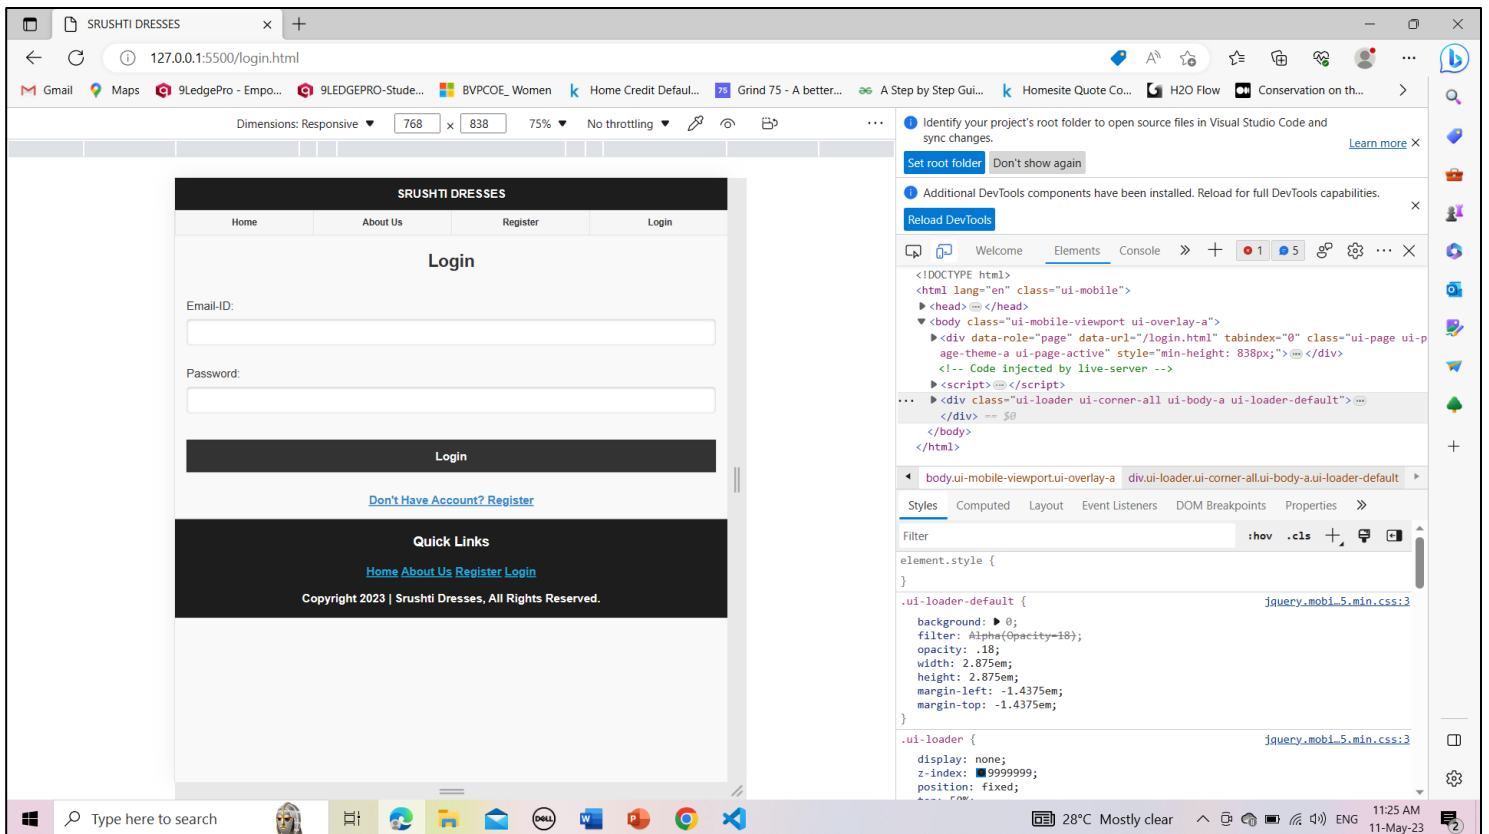 SRUSHTI DRESSES
127.0.0.1:5500/login.html
Gmail Maps 9LedgePro - Empo... 9LEDGEPRO-Stude... BVPCOE_ Women Home Credit Defaul... 75 Grind 75 - A better... A Step by Step Gui... Homesite Quote Co... H2O Flow Conservation on th...
Dimensions: Responsive 768 x 838 75% No throttling
SRUSHTI DRESSES
Home About Us Register Login
Login
Email-ID:
Password:
Login
Don't Have Account? Register
Quick Links
Home About Us Register Login
Copyright 2023 | Srushti Dresses, All Rights Reserved.
Identify your project's root folder to open source files in Visual Studio Code and
sync changes.
Learn more
Set root folder Don't show again
Additional DevTools components have been installed. Reload for full DevTools capabilities.
Reload DevTools
Welcome Elements Console 1 5
<!DOCTYPE html>
<html lang="en" class="ui-mobile">
<head> </head>
<body class="ui-mobile-viewport ui-overlay-a">
<div data-role="page" data-url="/login.html" tabindex="0" class="ui-page ui-p
age-theme-a ui-page-active" style="min-height: 838px;"> </div>
<!-- Code injected by live-server -->
<script> </script>
<div class="ui-loader ui-corner-all ui-body-a ui-loader-default">
</div> == $0
</body>
</html>
body.ui-mobile-viewport.ui-overlay-a div.ui-loader.ui-corner-all.ui-body-a.ui-loader-default
Styles Computed Layout Event Listeners DOM Breakpoints Properties
Filter :hov .cls
element.style {
}
.ui-loader-default { jquery.mobi…5.min.css:3
background: 0;
filter: Alpha(Opacity=18);
opacity: .18;
width: 2.875em;
height: 2.875em;
margin-left: -1.4375em;
margin-top: -1.4375em;
}
.ui-loader { jquery.mobi…5.min.css:3
display: none;
z-index: 9999999;
position: fixed;
top: 50%;
Type here to search
DELL
28°C Mostly clear ENG 11:25 AM
11-May-23
2